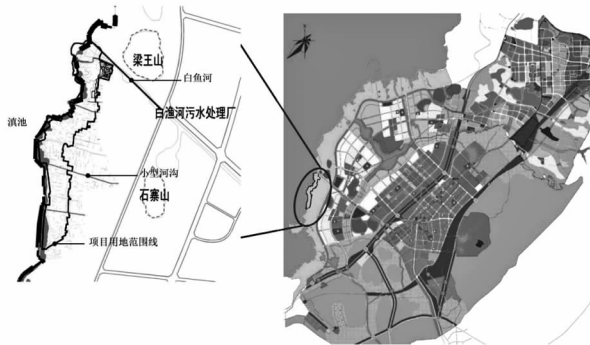 梁王山
白鱼河
白渔河污水处理厂
滇池
小型河沟
石寨山
项目用地范围线